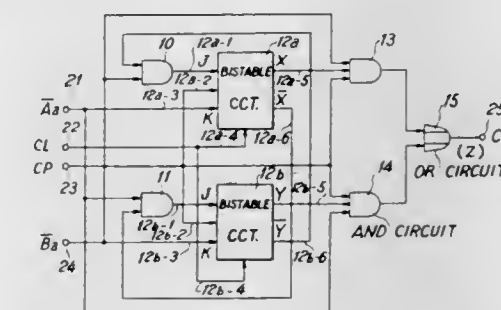 10
12a-1
12a
13
J
X
BISTABLE
12a-5
12a-2
21
12a-3
CCT.
X̅
15
25
A̅a
K
12a-4
12a-6
C
22
(Z)
CL
OR CIRCUIT
CP
11
12b
12b-5
14
23
J
BISTABLE
Y
12b-1
AND CIRCUIT
12b-2
CCT.
Y̅
B̅a
K
12b-3
12b-6
24
12b-4